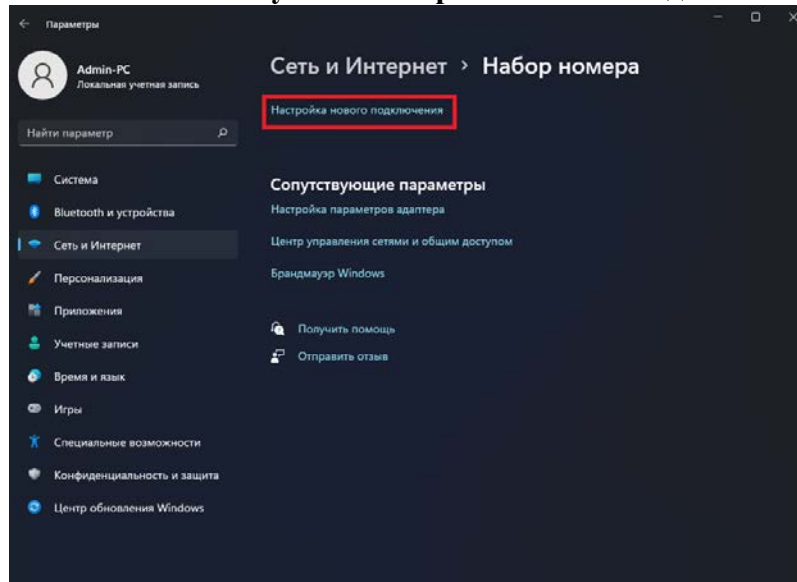 Параметры
Admin-PC
Локальная учетная запись
Найти параметр
Система
Bluetooth и устройства
Сеть и Интернет
Персонализация
Приложения
Учетные записи
Время и язык
Игры
Специальные возможности
Конфиденциальность и защита
Центр обновления Windows
Сеть и Интернет > Набор номера
Настройка нового подключения
Сопутствующие параметры
Настройка параметров адаптера
Центр управления сетями и общим доступом
Брандмауэр Windows
Получить помощь
Отправить отзыв